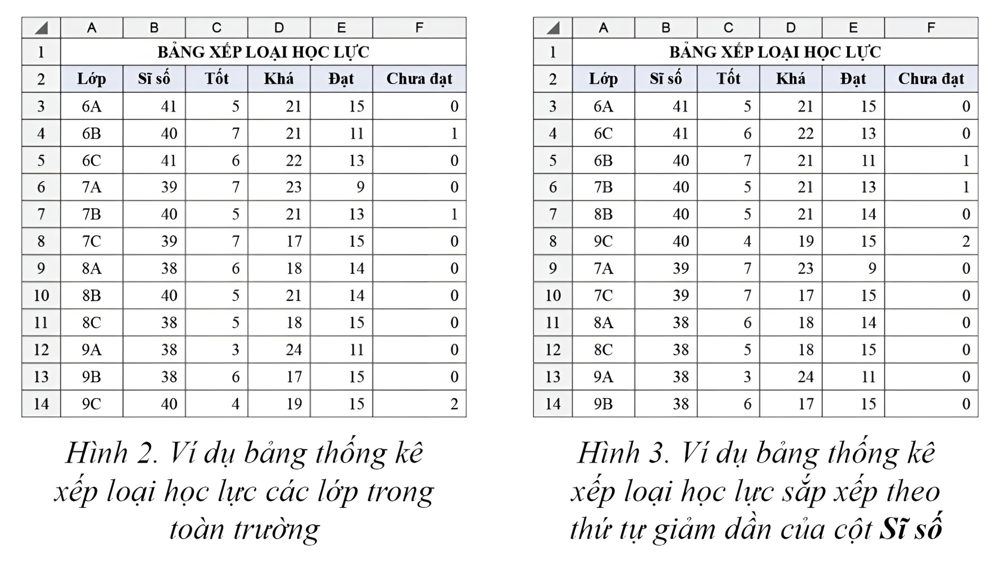 A B C D E F
1 BẢNG XẾP LOẠI HỌC LỰC
2 Lớp Sĩ số Tốt Khá Đạt Chưa đạt
3 6A 41 5 21 15 0
4 6B 40 7 21 11 1
5 6C 41 6 22 13 0
6 7A 39 7 23 9 0
7 7B 40 5 21 13 1
8 7C 39 7 17 15 0
9 8A 38 6 18 14 0
10 8B 40 5 21 14 0
11 8C 38 5 18 15 0
12 9A 38 3 24 11 0
13 9B 38 6 17 15 0
14 9C 40 4 19 15 2
Hình 2. Ví dụ bảng thống kê
xếp loại học lực các lớp trong
toàn trường
A B C D E F
1 BẢNG XẾP LOẠI HỌC LỰC
2 Lớp Sĩ số Tốt Khá Đạt Chưa đạt
3 6A 41 5 21 15 0
4 6C 41 6 22 13 0
5 6B 40 7 21 11 1
6 7B 40 5 21 13 1
7 8B 40 5 21 14 0
8 9C 40 4 19 15 2
9 7A 39 7 23 9 0
10 7C 39 7 17 15 0
11 8A 38 6 18 14 0
12 8C 38 5 18 15 0
13 9A 38 3 24 11 0
14 9B 38 6 17 15 0
Hình 3. Ví dụ bảng thống kê
xếp loại học lực sắp xếp theo
thứ tự giảm dần của cột Sĩ số